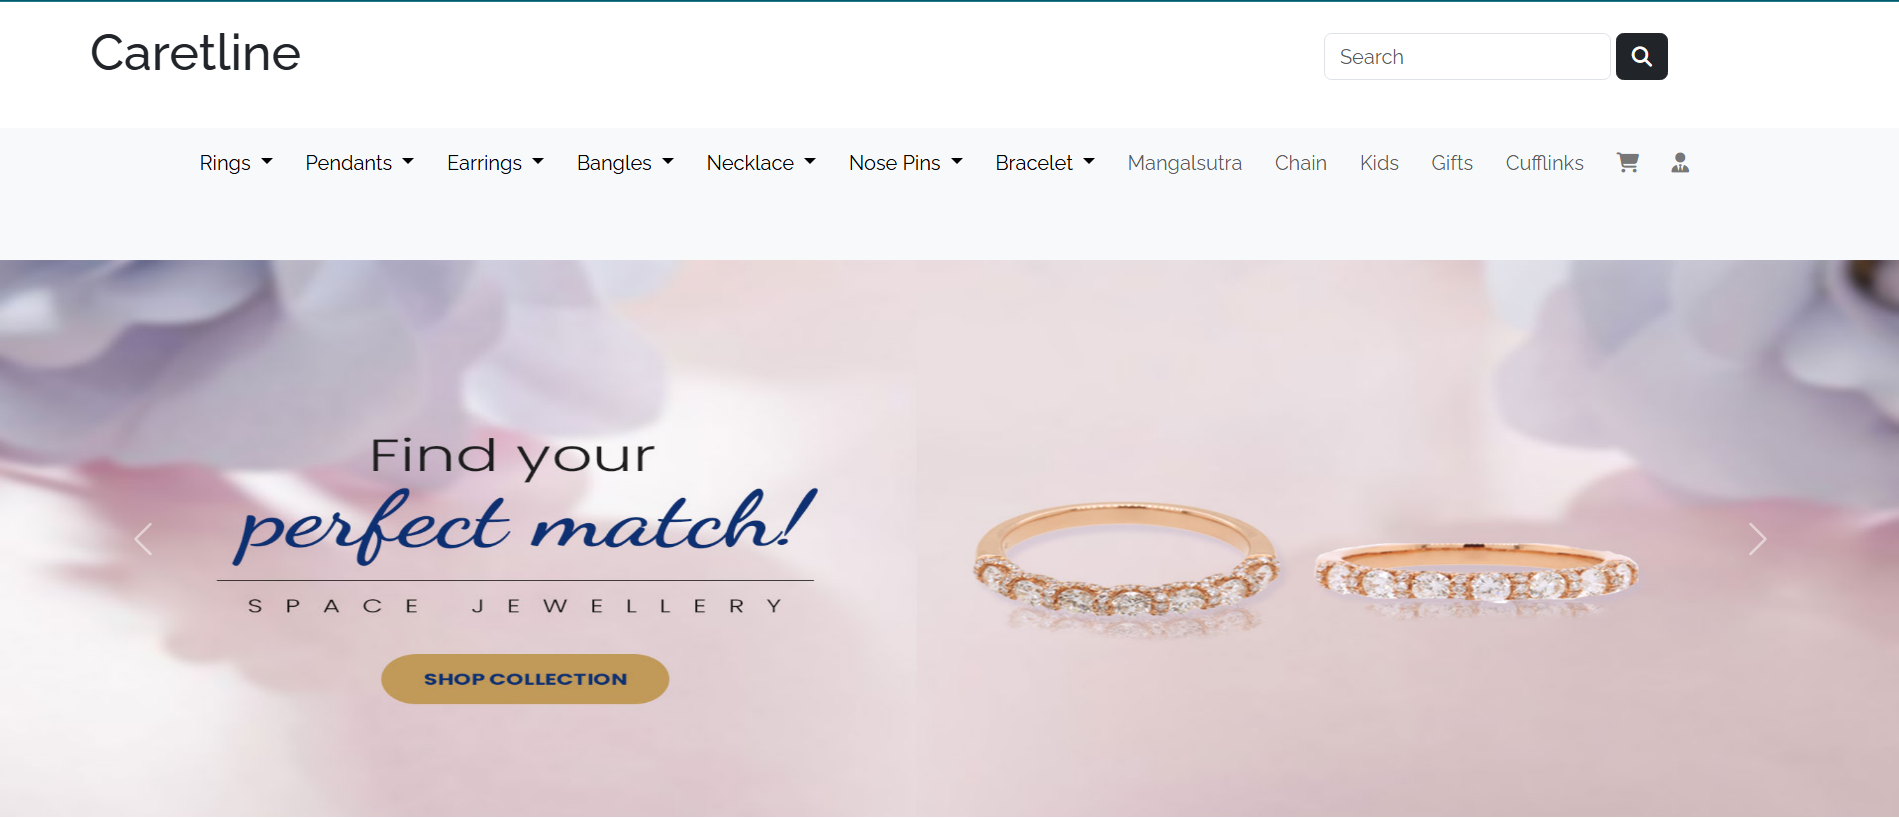 Caretline
Search
Rings Pendants Earrings Bangles Necklace Nose Pins Bracelet Mangalsutra Chain Kids Gifts Cufflinks
Find your
perfect match!
SPACE JEWELLERY
SHOP COLLECTION